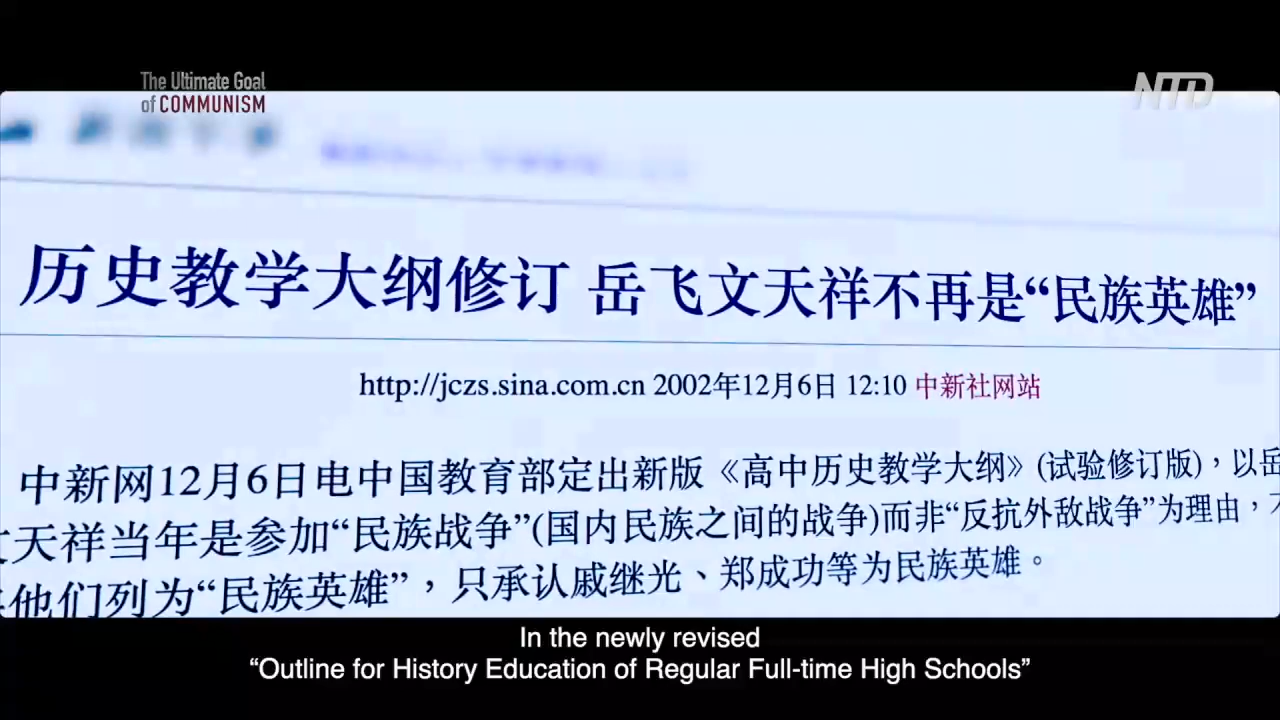 The Ultimate Goal
of COMMUNISM
NTD
历史教学大纲修订 岳飞文天祥不再是“民族英雄”
http://jczs.sina.com.cn 2002年12月6日 12:10 中新社网站
中新网12月6日电中国教育部定出新版《高中历史教学大纲》(试验修订版)，以岳
文天祥当年是参加“民族战争”(国内民族之间的战争)而非“反抗外敌战争”为理由，不
他们列为“民族英雄”，只承认戚继光、郑成功等为民族英雄。
In the newly revised
“Outline for History Education of Regular Full-time High Schools”